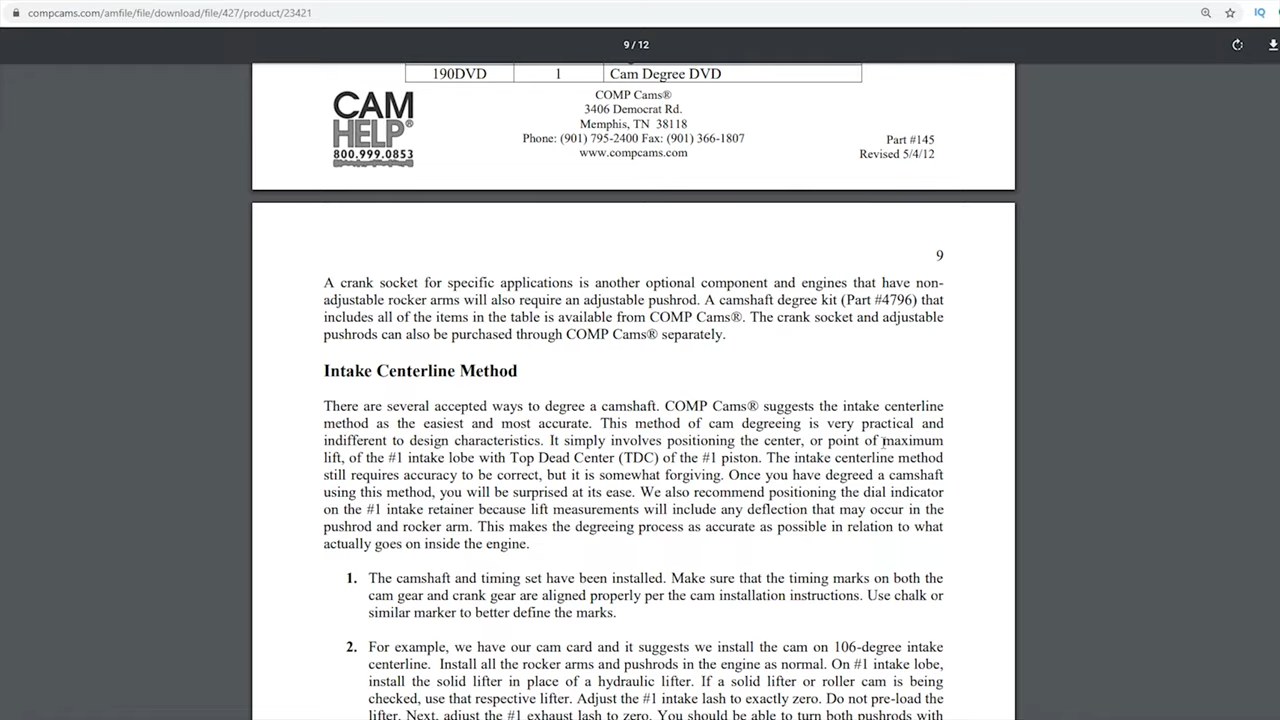 compcams.com/amfile/file/download/file/427/product/23421
IQ
9 / 12
190DVD 1 Cam Degree DVD
CAM
HELP®
800.999.0853
COMP Cams®
3406 Democrat Rd.
Memphis, TN 38118
Phone: (901) 795-2400 Fax: (901) 366-1807
www.compcams.com
Part #145
Revised 5/4/12
9
A crank socket for specific applications is another optional component and engines that have non-
adjustable rocker arms will also require an adjustable pushrod. A camshaft degree kit (Part #4796) that
includes all of the items in the table is available from COMP Cams®. The crank socket and adjustable
pushrods can also be purchased through COMP Cams® separately.
Intake Centerline Method
There are several accepted ways to degree a camshaft. COMP Cams® suggests the intake centerline
method as the easiest and most accurate. This method of cam degreeing is very practical and
indifferent to design characteristics. It simply involves positioning the center, or point of maximum
lift, of the #1 intake lobe with Top Dead Center (TDC) of the #1 piston. The intake centerline method
still requires accuracy to be correct, but it is somewhat forgiving. Once you have degreed a camshaft
using this method, you will be surprised at its ease. We also recommend positioning the dial indicator
on the #1 intake retainer because lift measurements will include any deflection that may occur in the
pushrod and rocker arm. This makes the degreeing process as accurate as possible in relation to what
actually goes on inside the engine.
1. The camshaft and timing set have been installed. Make sure that the timing marks on both the
cam gear and crank gear are aligned properly per the cam installation instructions. Use chalk or
similar marker to better define the marks.
2. For example, we have our cam card and it suggests we install the cam on 106-degree intake
centerline. Install all the rocker arms and pushrods in the engine as normal. On #1 intake lobe,
install the solid lifter in place of a hydraulic lifter. If a solid lifter or roller cam is being
checked, use that respective lifter. Adjust the #1 intake lash to exactly zero. Do not pre-load the
lifter. Next, adjust the #1 exhaust lash to zero. You should be able to turn both pushrods with